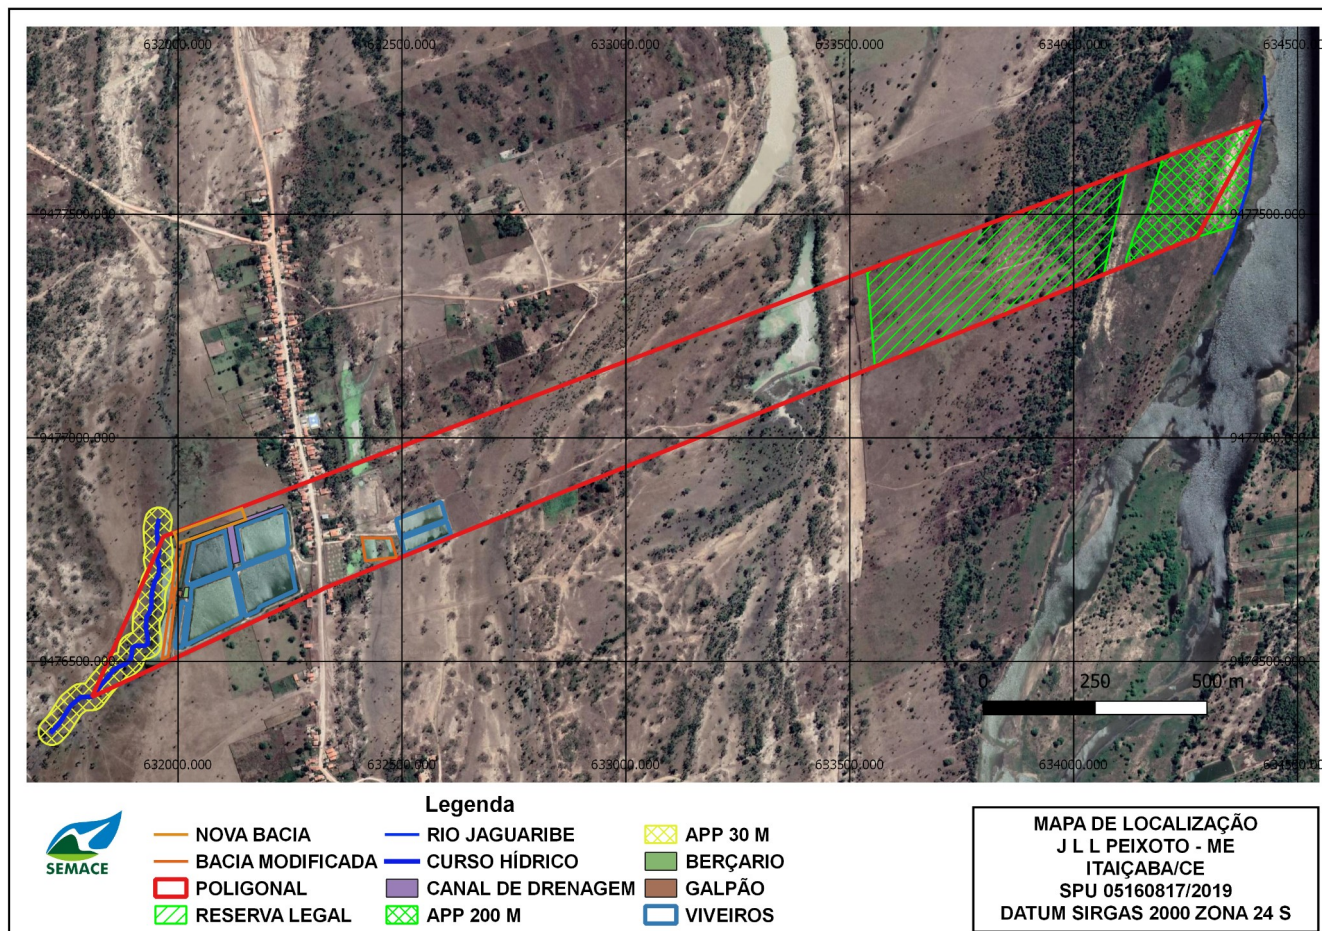 632000.000 632500.000 633000.000 633500.000 634000.000 634500.000
9477500.000 9477500.000
9477000.000 9477000.000
9476500.000 9476500.000
0 250 500 m
632000.000 632500.000 633000.000 633500.000 634000.000
Legenda
SEMACE
NOVA BACIA
BACIA MODIFICADA
POLIGONAL
RESERVA LEGAL
RIO JAGUARIBE
CURSO HÍDRICO
CANAL DE DRENAGEM
APP 200 M
APP 30 M
BERÇARIO
GALPÃO
VIVEIROS
MAPA DE LOCALIZAÇÃO
J L L PEIXOTO - ME
ITAIÇABA/CE
SPU 05160817/2019
DATUM SIRGAS 2000 ZONA 24 S